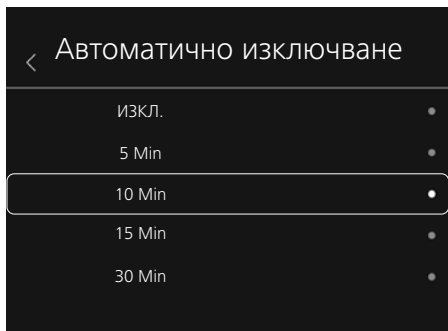 Автоматично изключване
ИЗКЛ.
5 Min
10 Min
15 Min
30 Min